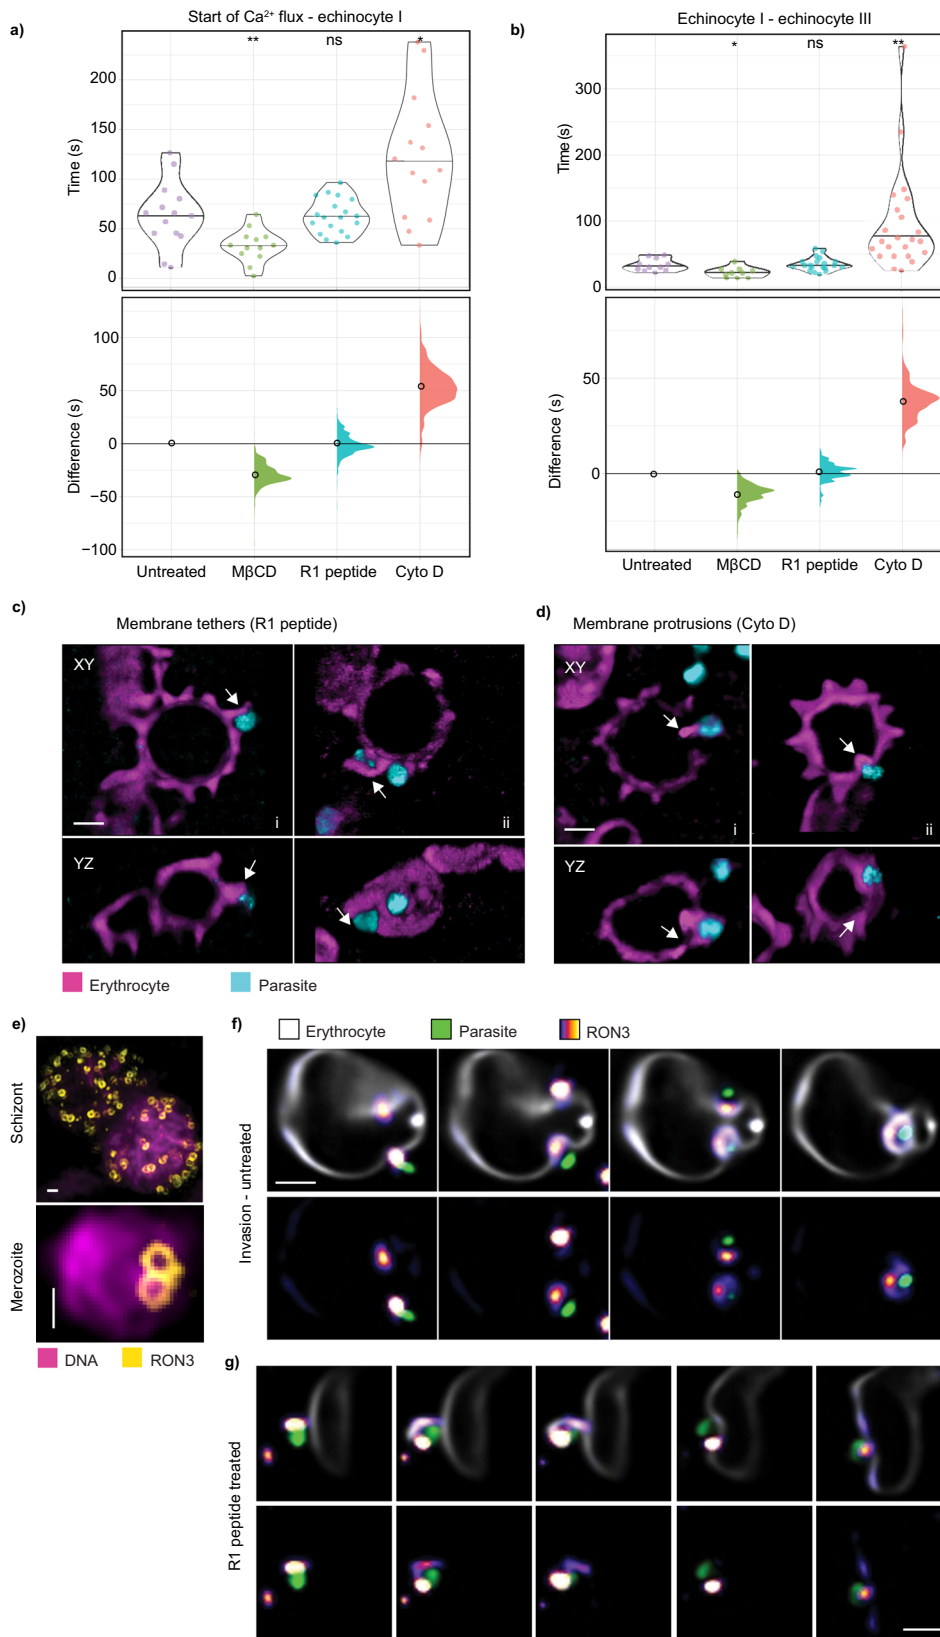 a)
Start of Ca²⁺ flux - echinocyte I
** ns *
Time (s)
200
150
100
50
0
Difference (s)
100
50
0
−50
−100
Untreated MβCD R1 peptide Cyto D
b)
Echinocyte I - echinocyte III
* ns **
Time (s)
300
200
100
0
Difference (s)
50
0
Untreated MβCD R1 peptide Cyto D
c)
Membrane tethers (R1 peptide)
XY
i
ii
YZ
Erythrocyte Parasite
d)
Membrane protrusions (Cyto D)
XY
i
ii
YZ
e)
Schizont
Merozoite
DNA RON3
f)
Erythrocyte Parasite RON3
Invasion - untreated
g)
R1 peptide treated